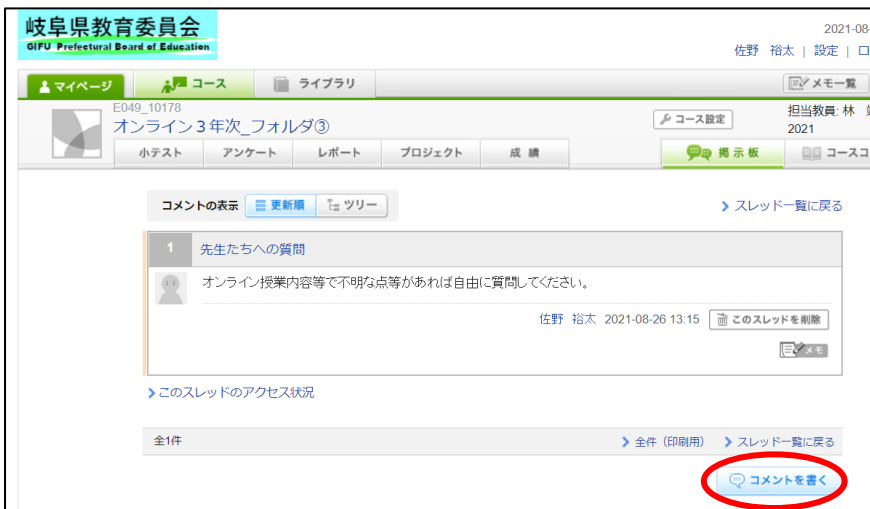 岐阜県教育委員会
GIFU Prefectural Board of Education
2021-08-
佐野 裕太 | 設定 |
マイページ コース ライブラリ メモ一覧
E049_10178
オンライン3年次_フォルダ③
コース設定
担当教員: 林
2021
小テスト アンケート レポート プロジェクト 成績 掲示板 コースコ
コメントの表示 更新順 ツリー
スレッド一覧に戻る
1 先生たちへの質問
オンライン授業内容等で不明な点等があれば自由に質問してください。
佐野 裕太 2021-08-26 13:15 このスレッドを削除
メモ
このスレッドのアクセス状況
全1件 全件（印刷用） スレッド一覧に戻る
コメントを書く